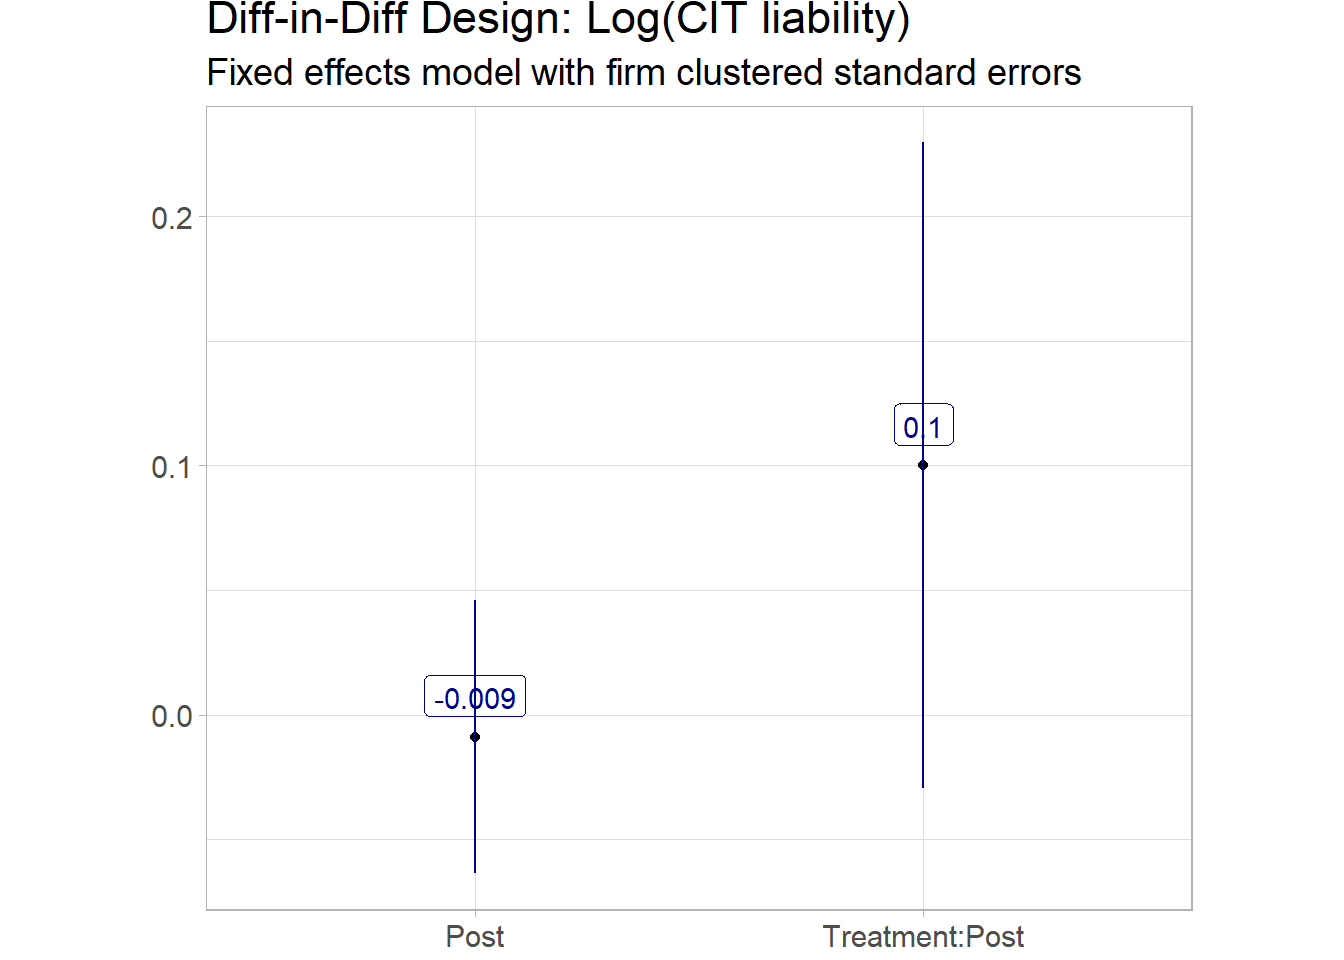 Diff-in-Diff Design: Log(CIT liability)
Fixed effects model with firm clustered standard errors
0.2
0.1
0.1
-0.009
0.0
Post
Treatment:Post